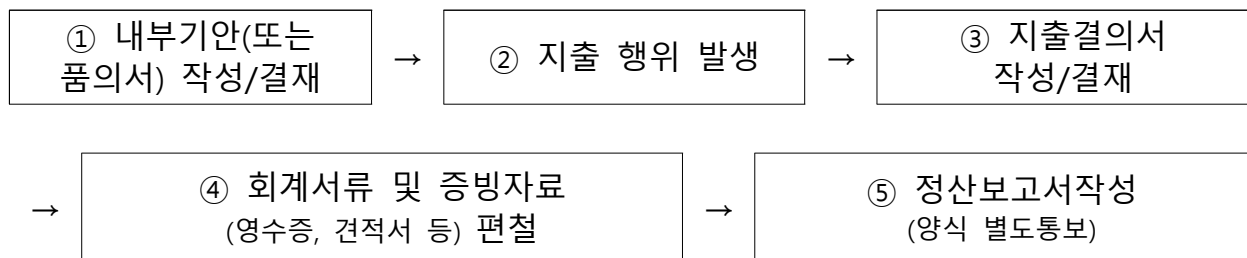 ① 내부기안(또는
품의서) 작성/결재
→
② 지출 행위 발생
→
③ 지출결의서
작성/결재
→
④ 회계서류 및 증빙자료
(영수증, 견적서 등) 편철
→
⑤ 정산보고서작성
(양식 별도통보)